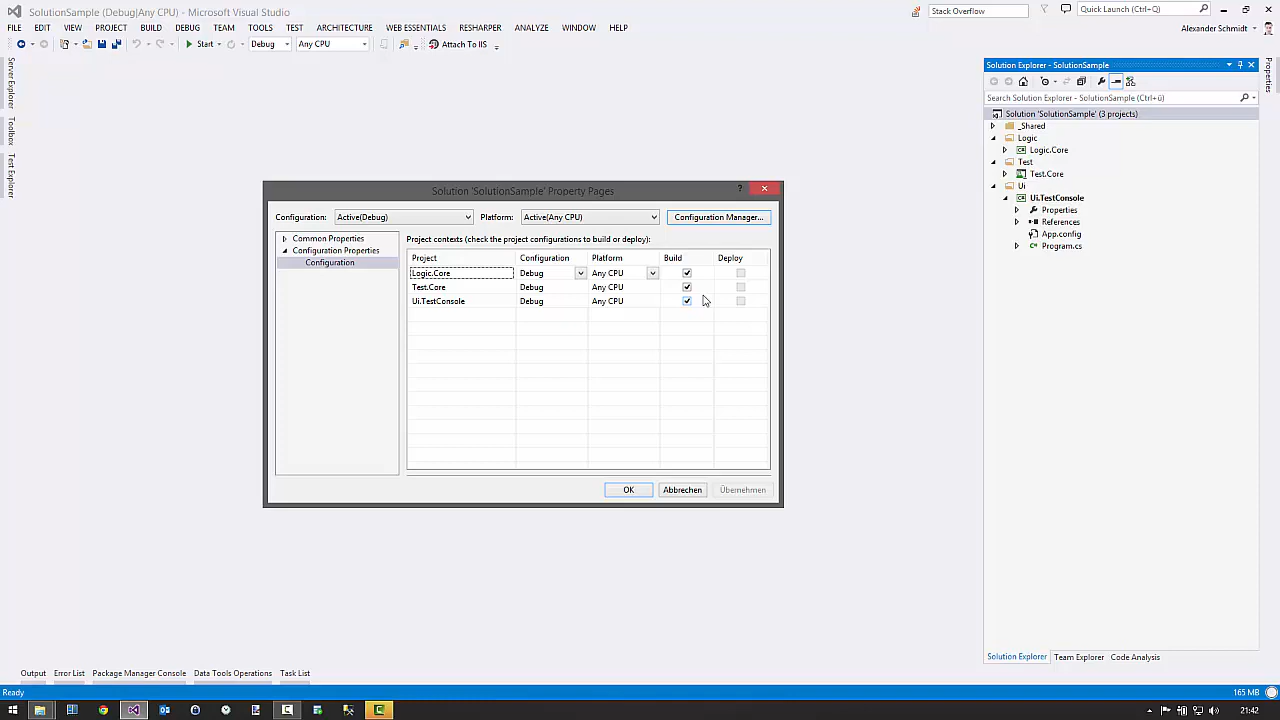 SolutionSample (Debug|Any CPU) - Microsoft Visual Studio
Stack Overflow
Quick Launch (Ctrl+Q)
FILE EDIT VIEW PROJECT BUILD DEBUG TEAM TOOLS TEST ARCHITECTURE WEB ESSENTIALS RESHARPER ANALYZE WINDOW HELP
Alexander Schmidt
Start Debug Any CPU Attach To IIS
Server Explorer
Toolbox
Test Explorer
Solution 'SolutionSample' Property Pages
?
Configuration: Active(Debug) Platform: Active(Any CPU) Configuration Manager...
Common Properties
Configuration Properties
Configuration
Project contexts (check the project configurations to build or deploy):
Project Configuration Platform Build Deploy
Logic.Core Debug Any CPU
Test.Core Debug Any CPU
Ui.TestConsole Debug Any CPU
OK Abbrechen Übernehmen
Solution Explorer - SolutionSample
Search Solution Explorer - SolutionSample (Ctrl+ü)
Solution 'SolutionSample' (3 projects)
_Shared
Logic
Logic.Core
Test
Test.Core
Ui
Ui.TestConsole
Properties
References
App.config
Program.cs
Properties
Solution Explorer Team Explorer Code Analysis
Output Error List Package Manager Console Data Tools Operations Task List
Ready
165 MB
21:42